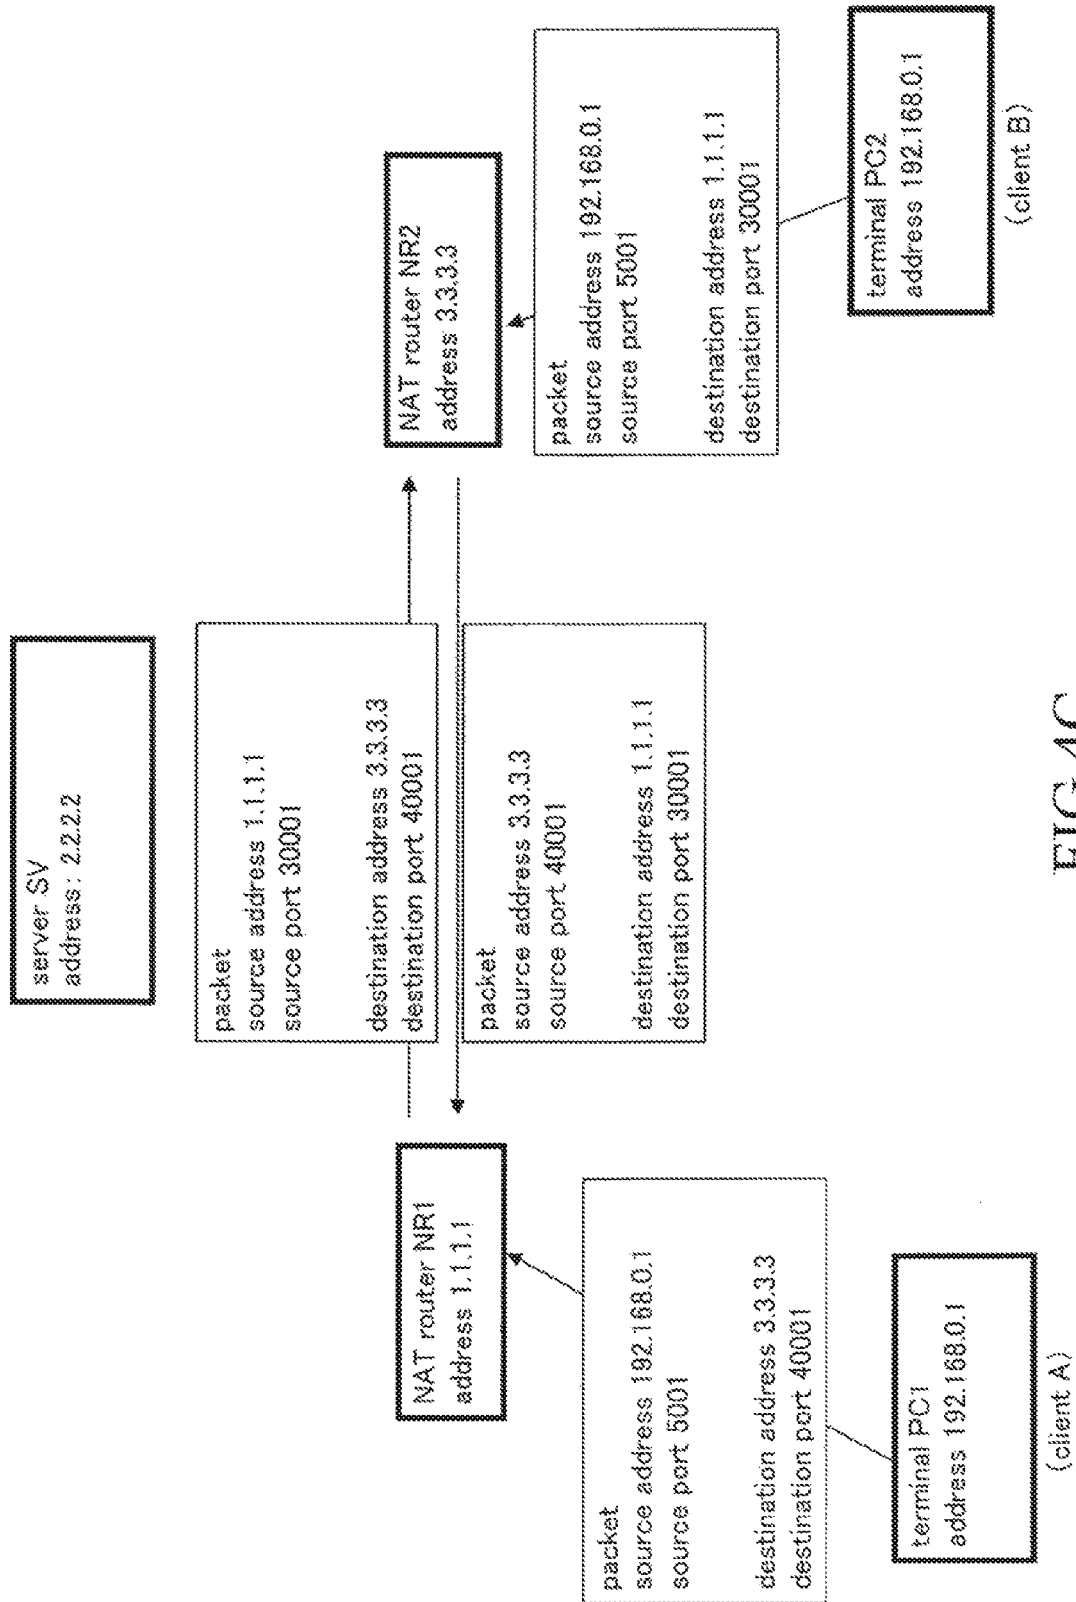 server SV
address: 2.2.2.2
packet
source address 1.1.1.1
source port 30001
destination address 3.3.3.3
destination port 40001
NAT router NR1
address 1.1.1.1
NAT router NR2
address 3.3.3.3
packet
source address 3.3.3.3
source port 40001
destination address 1.1.1.1
destination port 30001
packet
source address 192.168.0.1
source port 5001
destination address 3.3.3.3
destination port 40001
packet
source address 192.168.0.1
source port 5001
destination address 1.1.1.1
destination port 30001
terminal PC1
address 192.168.0.1
(client A)
terminal PC2
address 192.168.0.1
(client B)
FIG 4C